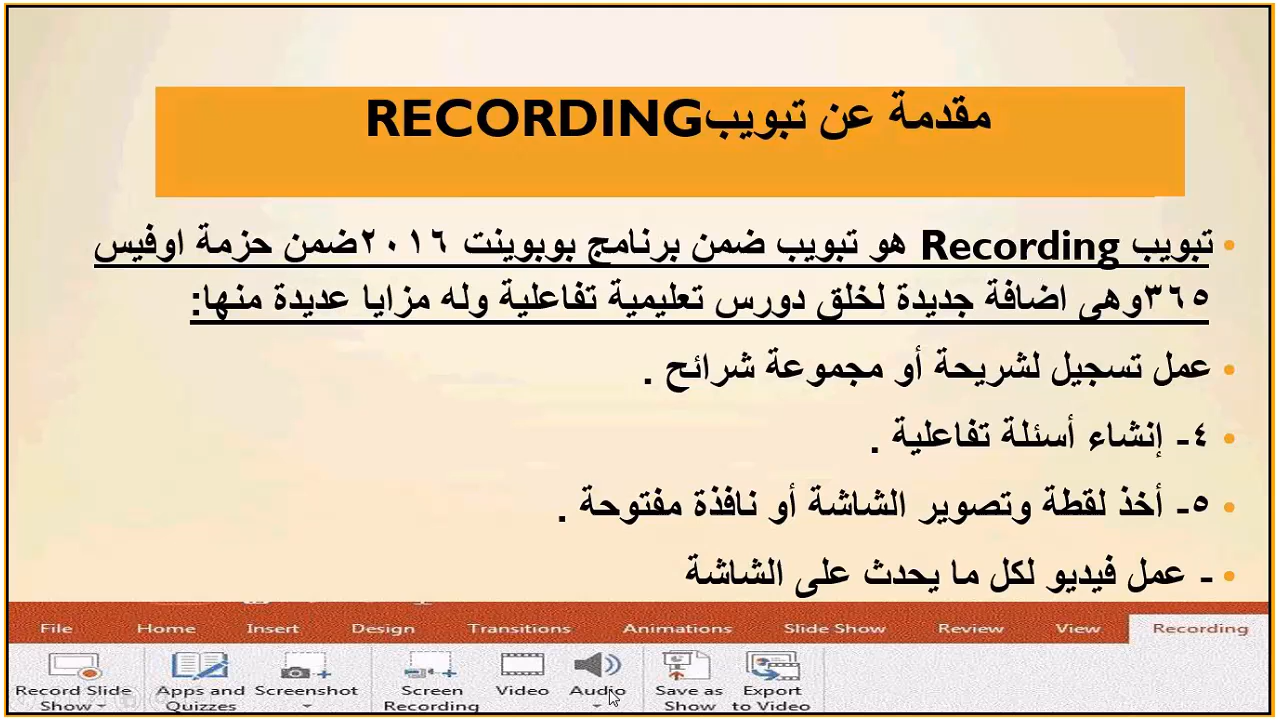 مقدمة عن تبويبRECORDING
• تبويب Recording هو تبويب ضمن برنامج بوبوينت ٢٠١٦ضمن حزمة اوفيس
٣٦٥وهى اضافة جديدة لخلق دورس تعليمية تفاعلية وله مزايا عديدة منها:
• عمل تسجيل لشريحة أو مجموعة شرائح .
• ٤- إنشاء أسئلة تفاعلية .
• ٥- أخذ لقطة وتصوير الشاشة أو نافذة مفتوحة .
• - عمل فيديو لكل ما يحدث على الشاشة
File Home Insert Design Transitions Animations Slide Show Review View Recording
Record Slide Apps and Screenshot Screen Video Audio Save as Export
Show Quizzes Recording Show to Video